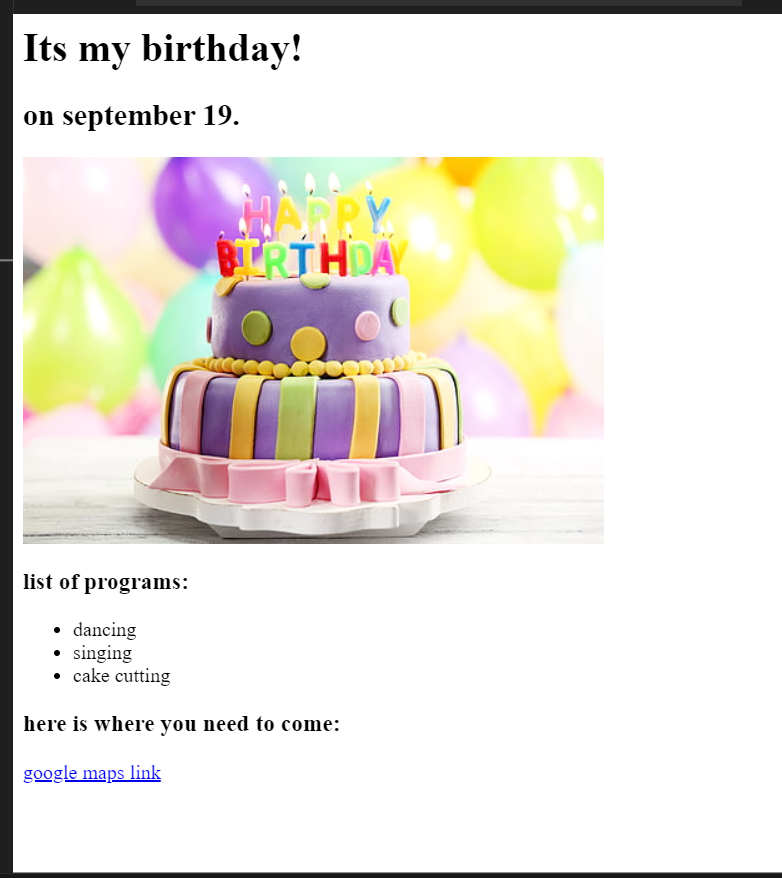 Its my birthday!
on september 19.
HAPPY
BIRTHDAY
list of programs:
dancing
singing
cake cutting
here is where you need to come:
google maps link